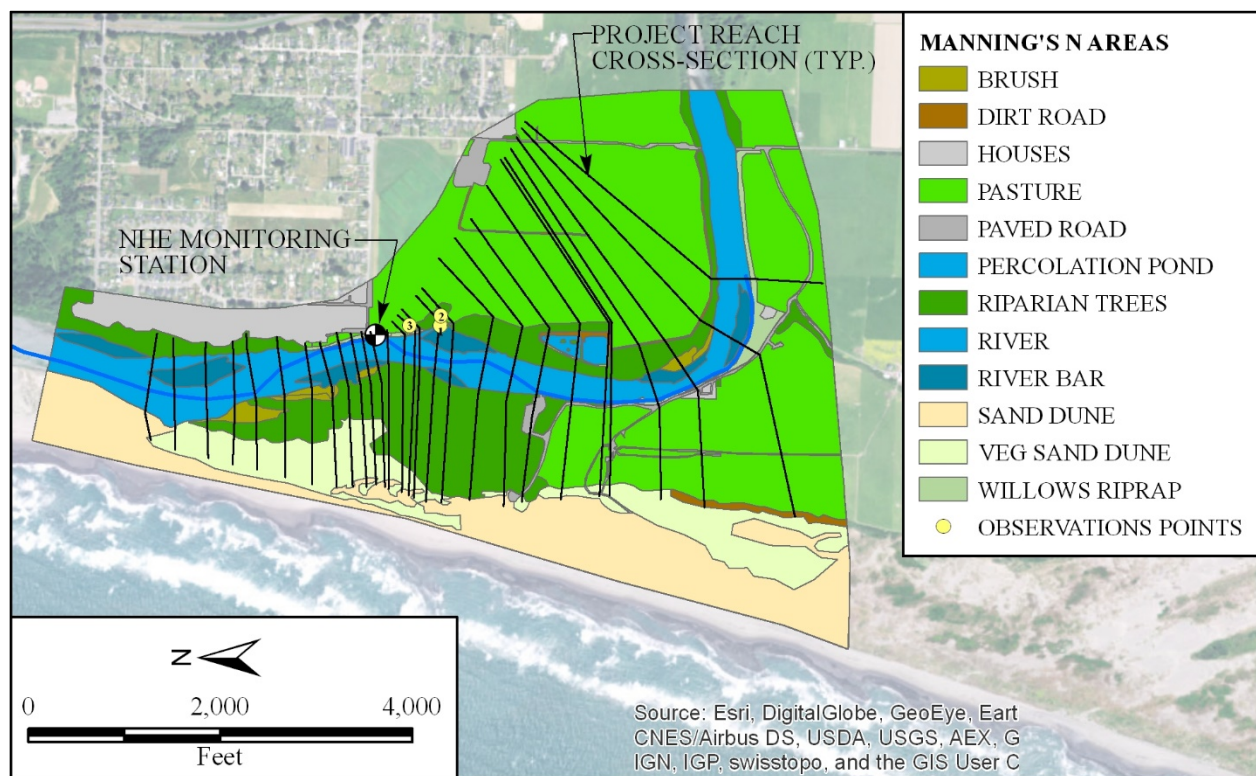 PROJECT REACH
CROSS-SECTION (TYP.)
NHE MONITORING
STATION
3
2
MANNING'S N AREAS
BRUSH
DIRT ROAD
HOUSES
PASTURE
PAVED ROAD
PERCOLATION POND
RIPARIAN TREES
RIVER
RIVER BAR
SAND DUNE
VEG SAND DUNE
WILLOWS RIPRAP
OBSERVATIONS POINTS
N
0 2,000 4,000
Feet
Source: Esri, DigitalGlobe, GeoEye, Eart
CNES/Airbus DS, USDA, USGS, AEX, G
IGN, IGP, swisstopo, and the GIS User C